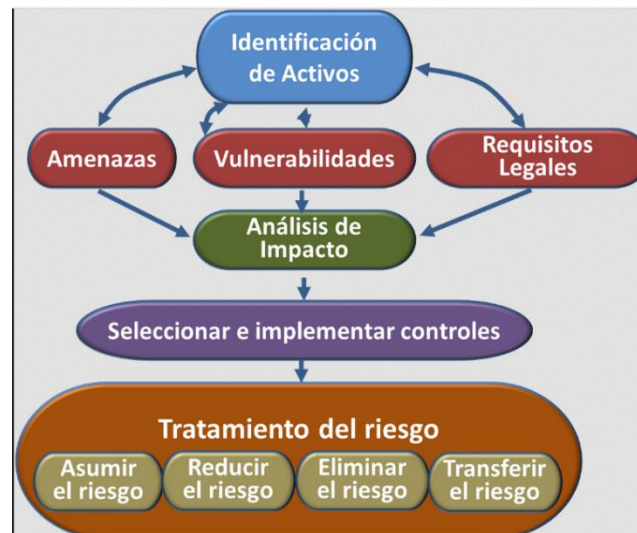 Identificación
de Activos
Amenazas
Vulnerabilidades
Requisitos
Legales
Análisis de
Impacto
Seleccionar e implementar controles
Tratamiento del riesgo
Asumir
el riesgo
Reducir
el riesgo
Eliminar
el riesgo
Transferir
el riesgo